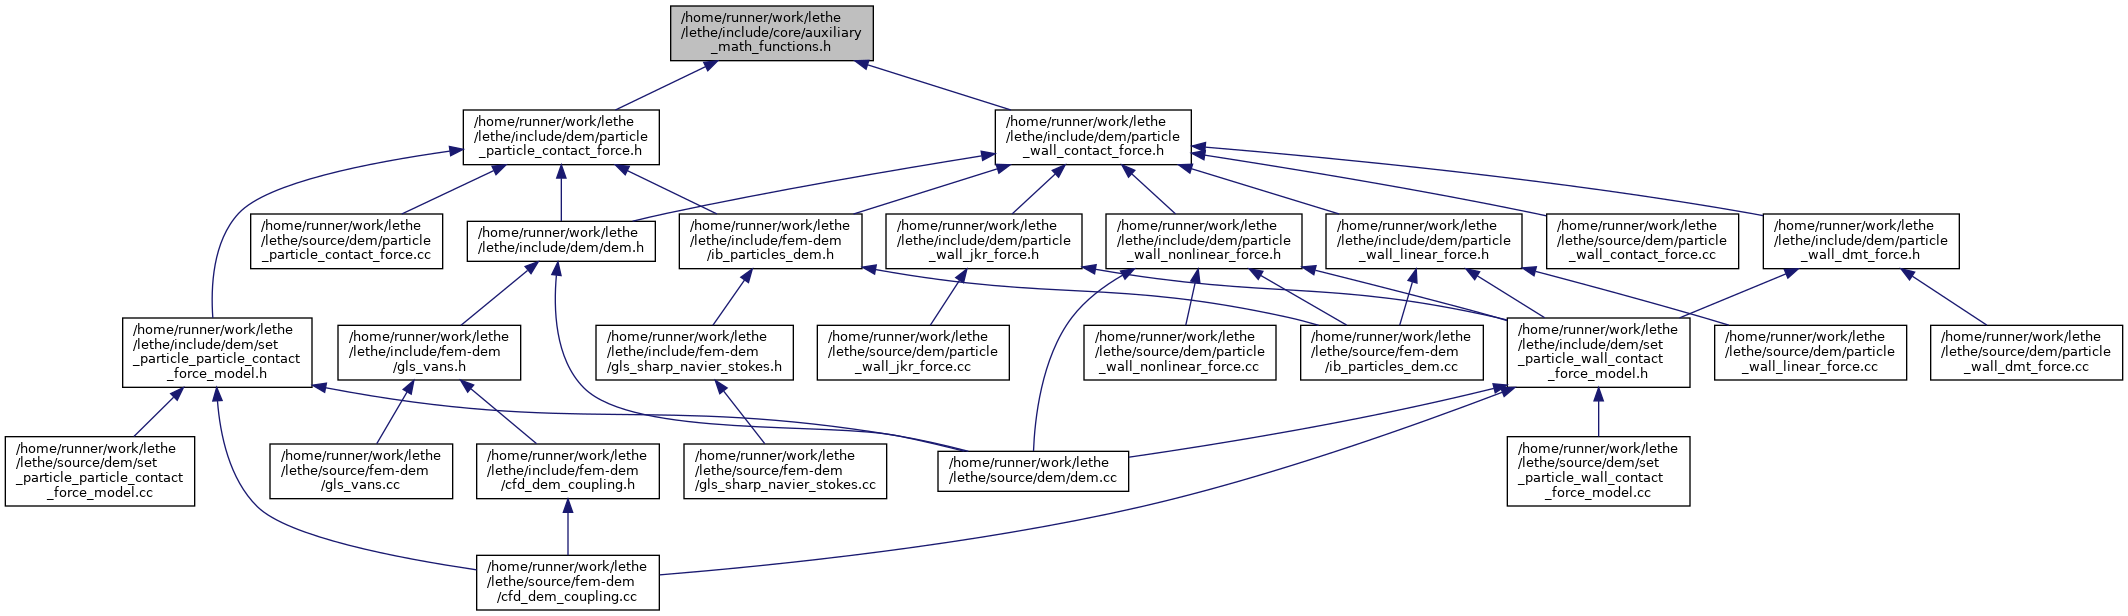 /home/runner/work/lethe
/lethe/include/core/auxiliary
_math_functions.h
/home/runner/work/lethe
/lethe/include/dem/particle
_particle_contact_force.h
/home/runner/work/lethe
/lethe/include/dem/particle
_wall_contact_force.h
/home/runner/work/lethe
/lethe/source/dem/particle
_particle_contact_force.cc
/home/runner/work/lethe
/lethe/include/dem/dem.h
/home/runner/work/lethe
/lethe/include/fem-dem
/ib_particles_dem.h
/home/runner/work/lethe
/lethe/include/dem/particle
_wall_jkr_force.h
/home/runner/work/lethe
/lethe/include/dem/particle
_wall_nonlinear_force.h
/home/runner/work/lethe
/lethe/include/dem/particle
_wall_linear_force.h
/home/runner/work/lethe
/lethe/source/dem/particle
_wall_contact_force.cc
/home/runner/work/lethe
/lethe/include/dem/particle
_wall_dmt_force.h
/home/runner/work/lethe
/lethe/include/dem/set
_particle_particle_contact
_force_model.h
/home/runner/work/lethe
/lethe/include/fem-dem
/gls_vans.h
/home/runner/work/lethe
/lethe/include/fem-dem
/gls_sharp_navier_stokes.h
/home/runner/work/lethe
/lethe/source/dem/particle
_wall_jkr_force.cc
/home/runner/work/lethe
/lethe/source/dem/particle
_wall_nonlinear_force.cc
/home/runner/work/lethe
/lethe/source/fem-dem
/ib_particles_dem.cc
/home/runner/work/lethe
/lethe/include/dem/set
_particle_wall_contact
_force_model.h
/home/runner/work/lethe
/lethe/source/dem/particle
_wall_linear_force.cc
/home/runner/work/lethe
/lethe/source/dem/particle
_wall_dmt_force.cc
/home/runner/work/lethe
/lethe/source/dem/set
_particle_particle_contact
_force_model.cc
/home/runner/work/lethe
/lethe/source/fem-dem
/gls_vans.cc
/home/runner/work/lethe
/lethe/include/fem-dem
/cfd_dem_coupling.h
/home/runner/work/lethe
/lethe/source/fem-dem
/gls_sharp_navier_stokes.cc
/home/runner/work/lethe
/lethe/source/dem/dem.cc
/home/runner/work/lethe
/lethe/source/dem/set
_particle_wall_contact
_force_model.cc
/home/runner/work/lethe
/lethe/source/fem-dem
/cfd_dem_coupling.cc